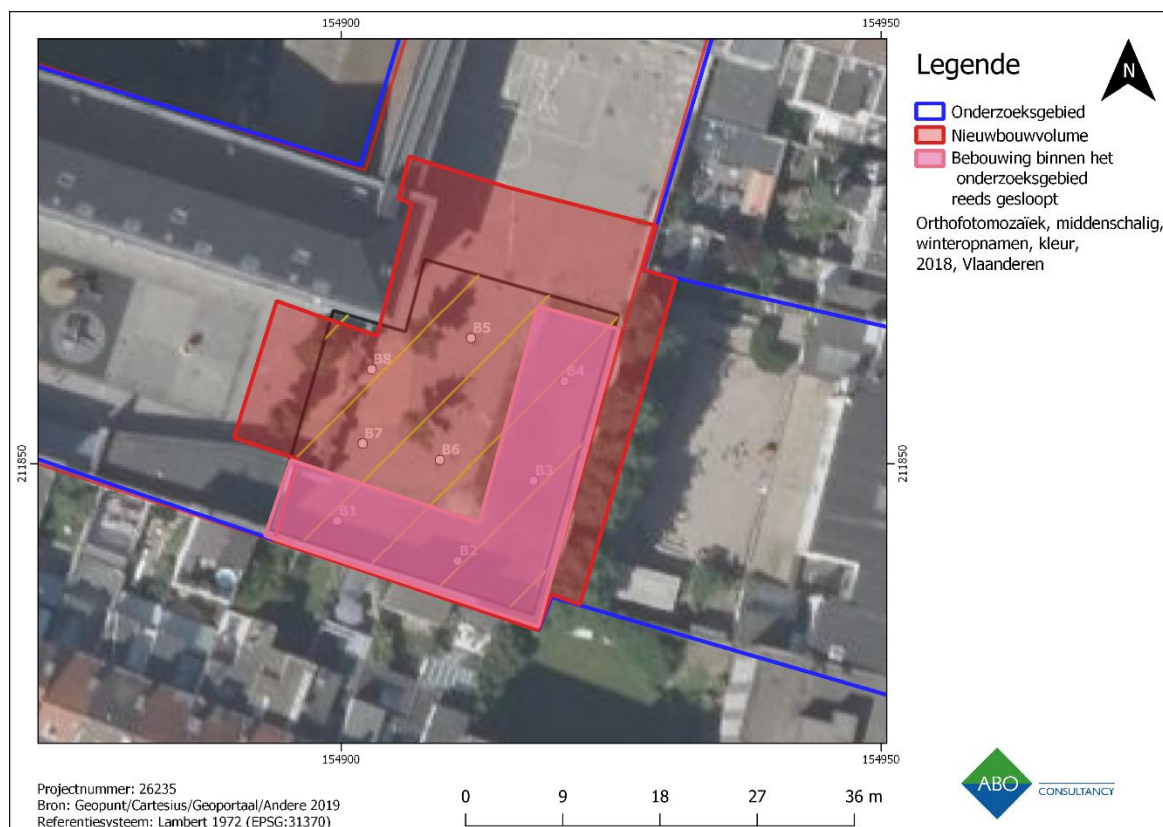 154900
154950
Legende
N
Onderzoeksgebied
Nieuwbouwvolume
Bebouwing binnen het
onderzoeksgebied
reeds gesloopt
Orthofotomozaïek, middenschalig,
winteropnamen, kleur,
2018, Vlaanderen
B5
B8
B4
B7
B6
211850
211850
B3
B1
B2
154900
154950
Projectnummer: 26235
Bron: Geopunt/Cartesius/Geoportaal/Andere 2019
Referentiesysteem: Lambert 1972 (EPSG:31370)
0 9 18 27 36 m
ABO
CONSULTANCY